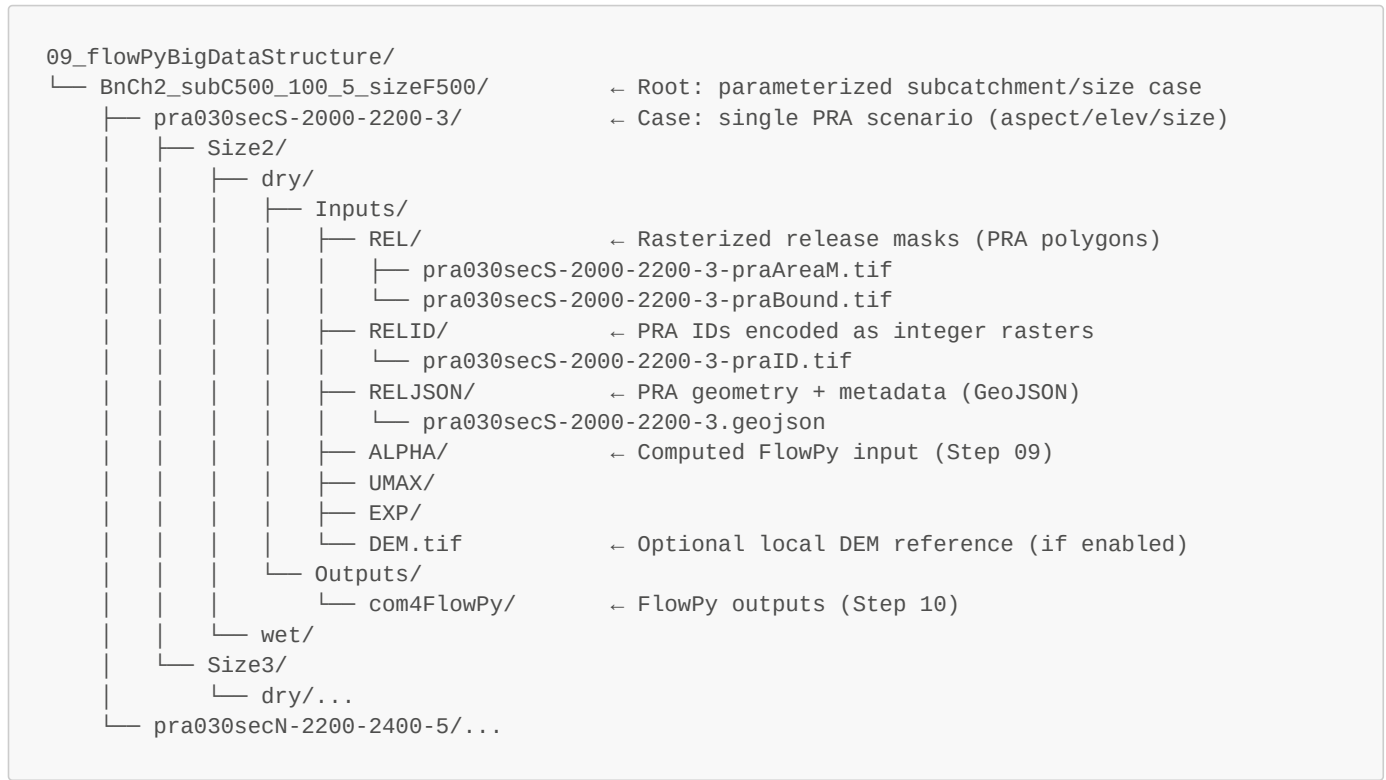 09_flowPyBigDataStructure/
└── BnCh2_subC500_100_5_sizeF500/ ← Root: parameterized subcatchment/size case
    ├── pra030secS-2000-2200-3/ ← Case: single PRA scenario (aspect/elev/size)
    │   ├── Size2/
    │   │   ├── dry/
    │   │   │   ├── Inputs/
    │   │   │   │   ├── REL/ ← Rasterized release masks (PRA polygons)
    │   │   │   │   │   ├── pra030secS-2000-2200-3-praAreaM.tif
    │   │   │   │   │   └── pra030secS-2000-2200-3-praBound.tif
    │   │   │   │   ├── RELID/ ← PRA IDs encoded as integer rasters
    │   │   │   │   │   └── pra030secS-2000-2200-3-praID.tif
    │   │   │   │   ├── RELJSON/ ← PRA geometry + metadata (GeoJSON)
    │   │   │   │   │   └── pra030secS-2000-2200-3.geojson
    │   │   │   │   ├── ALPHA/ ← Computed FlowPy input (Step 09)
    │   │   │   │   ├── UMAX/
    │   │   │   │   ├── EXP/
    │   │   │   │   └── DEM.tif ← Optional local DEM reference (if enabled)
    │   │   │   └── Outputs/
    │   │   │       └── com4FlowPy/ ← FlowPy outputs (Step 10)
    │   │   └── wet/
    │   └── Size3/
    │       └── dry/...
    └── pra030secN-2200-2400-5/...